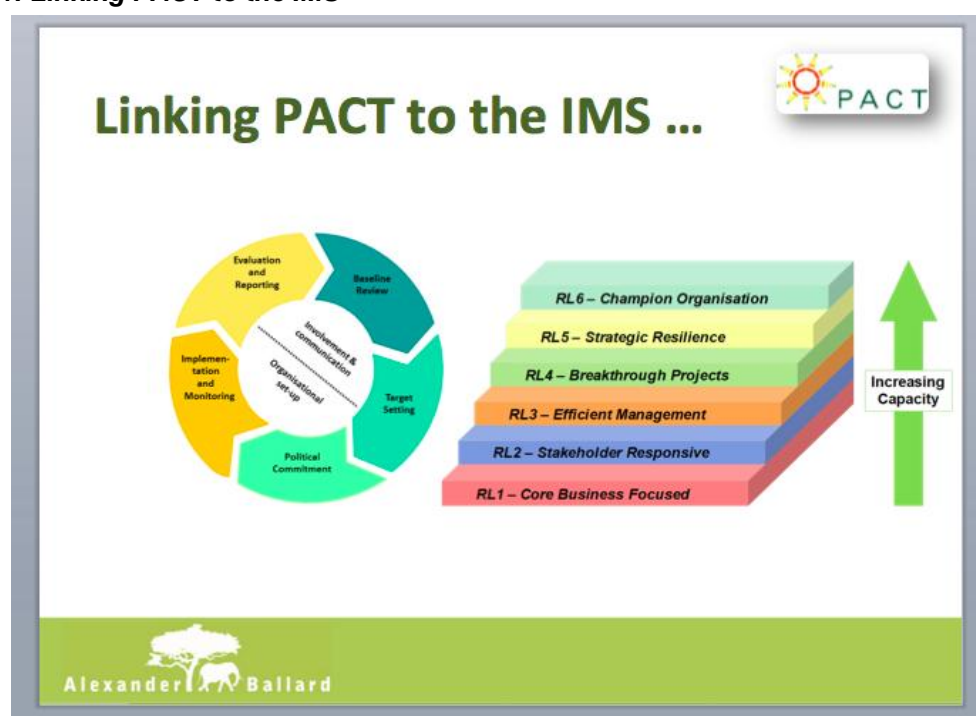 Linking PACT to the IMS ...
PACT
Evaluation
and
Reporting
Baseline
Review
Involvement &
communication
Organisational
set-up
Implemen-
tation
and
Monitoring
Target
Setting
Political
Commitment
RL6 – Champion Organisation
RL5 – Strategic Resilience
RL4 – Breakthrough Projects
RL3 – Efficient Management
RL2 – Stakeholder Responsive
RL1 – Core Business Focused
Increasing
Capacity
Alexander Ballard